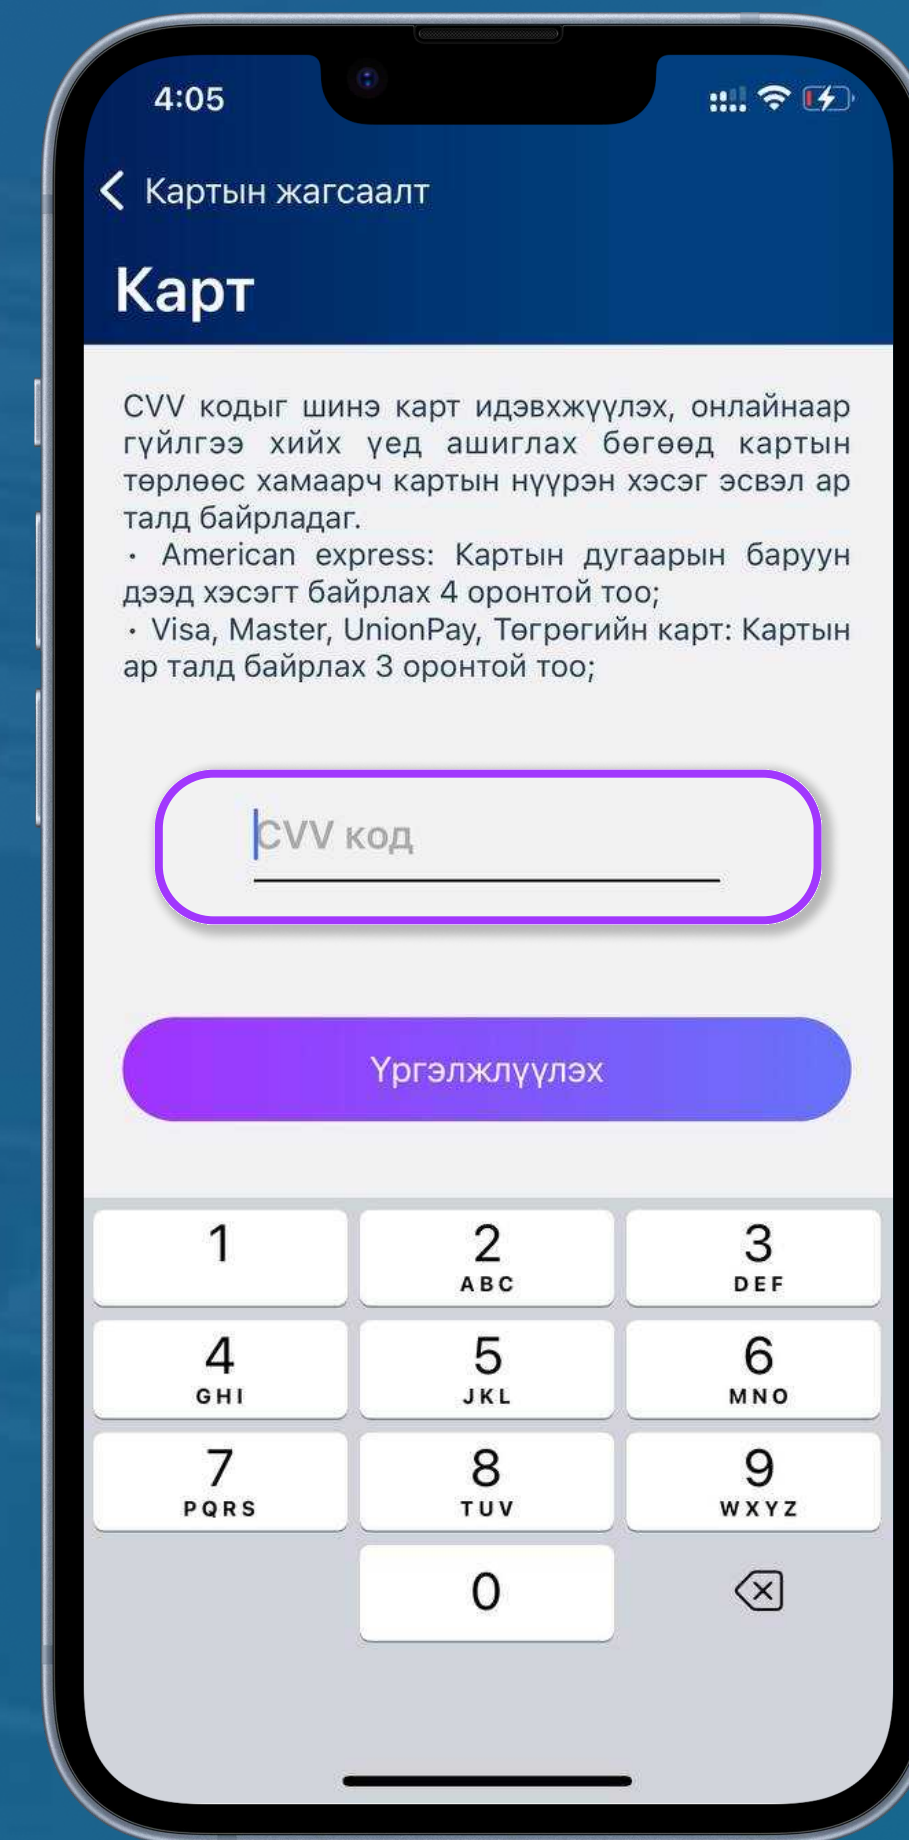 4:05
Картын жагсаалт
Карт
CVV кодыг шинэ карт идэвхжүүлэх, онлайнаар
гүйлгээ хийх үед ашиглах бөгөөд картын
төрлөөс хамаарч картын нүүрэн хэсэг эсвэл ар
талд байрладаг.
• American express: Картын дугаарын баруун
дээд хэсэгт байрлах 4 оронтой тоо;
• Visa, Master, UnionPay, Төгрөгийн карт: Картын
ар талд байрлах 3 оронтой тоо;
CVV код
Үргэлжлүүлэх
1 2 3
ABC DEF
4 5 6
GHI JKL MNO
7 8 9
PQRS TUV WXYZ
0